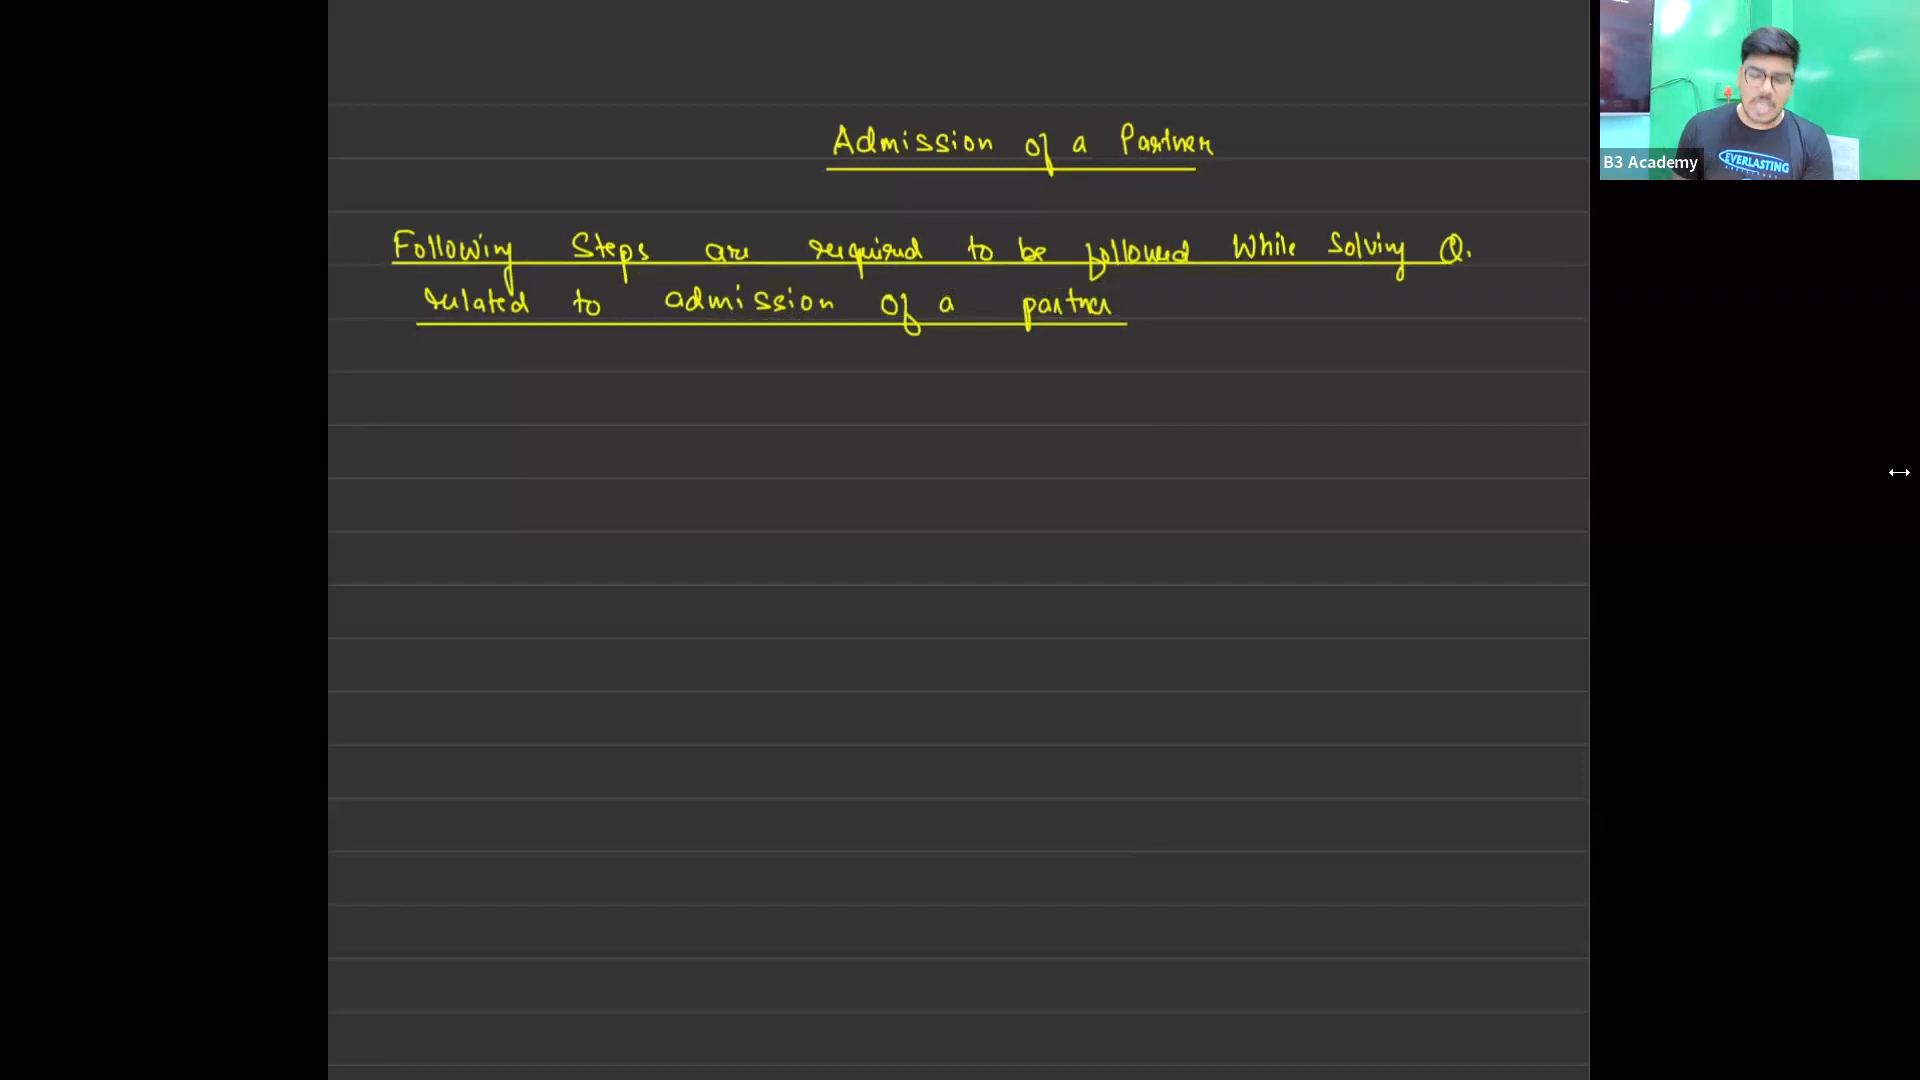 Admission of a Partner
Following Steps are required to be followed While Solving Q.
related to admission of a partner
B3 Academy
EVERLASTING